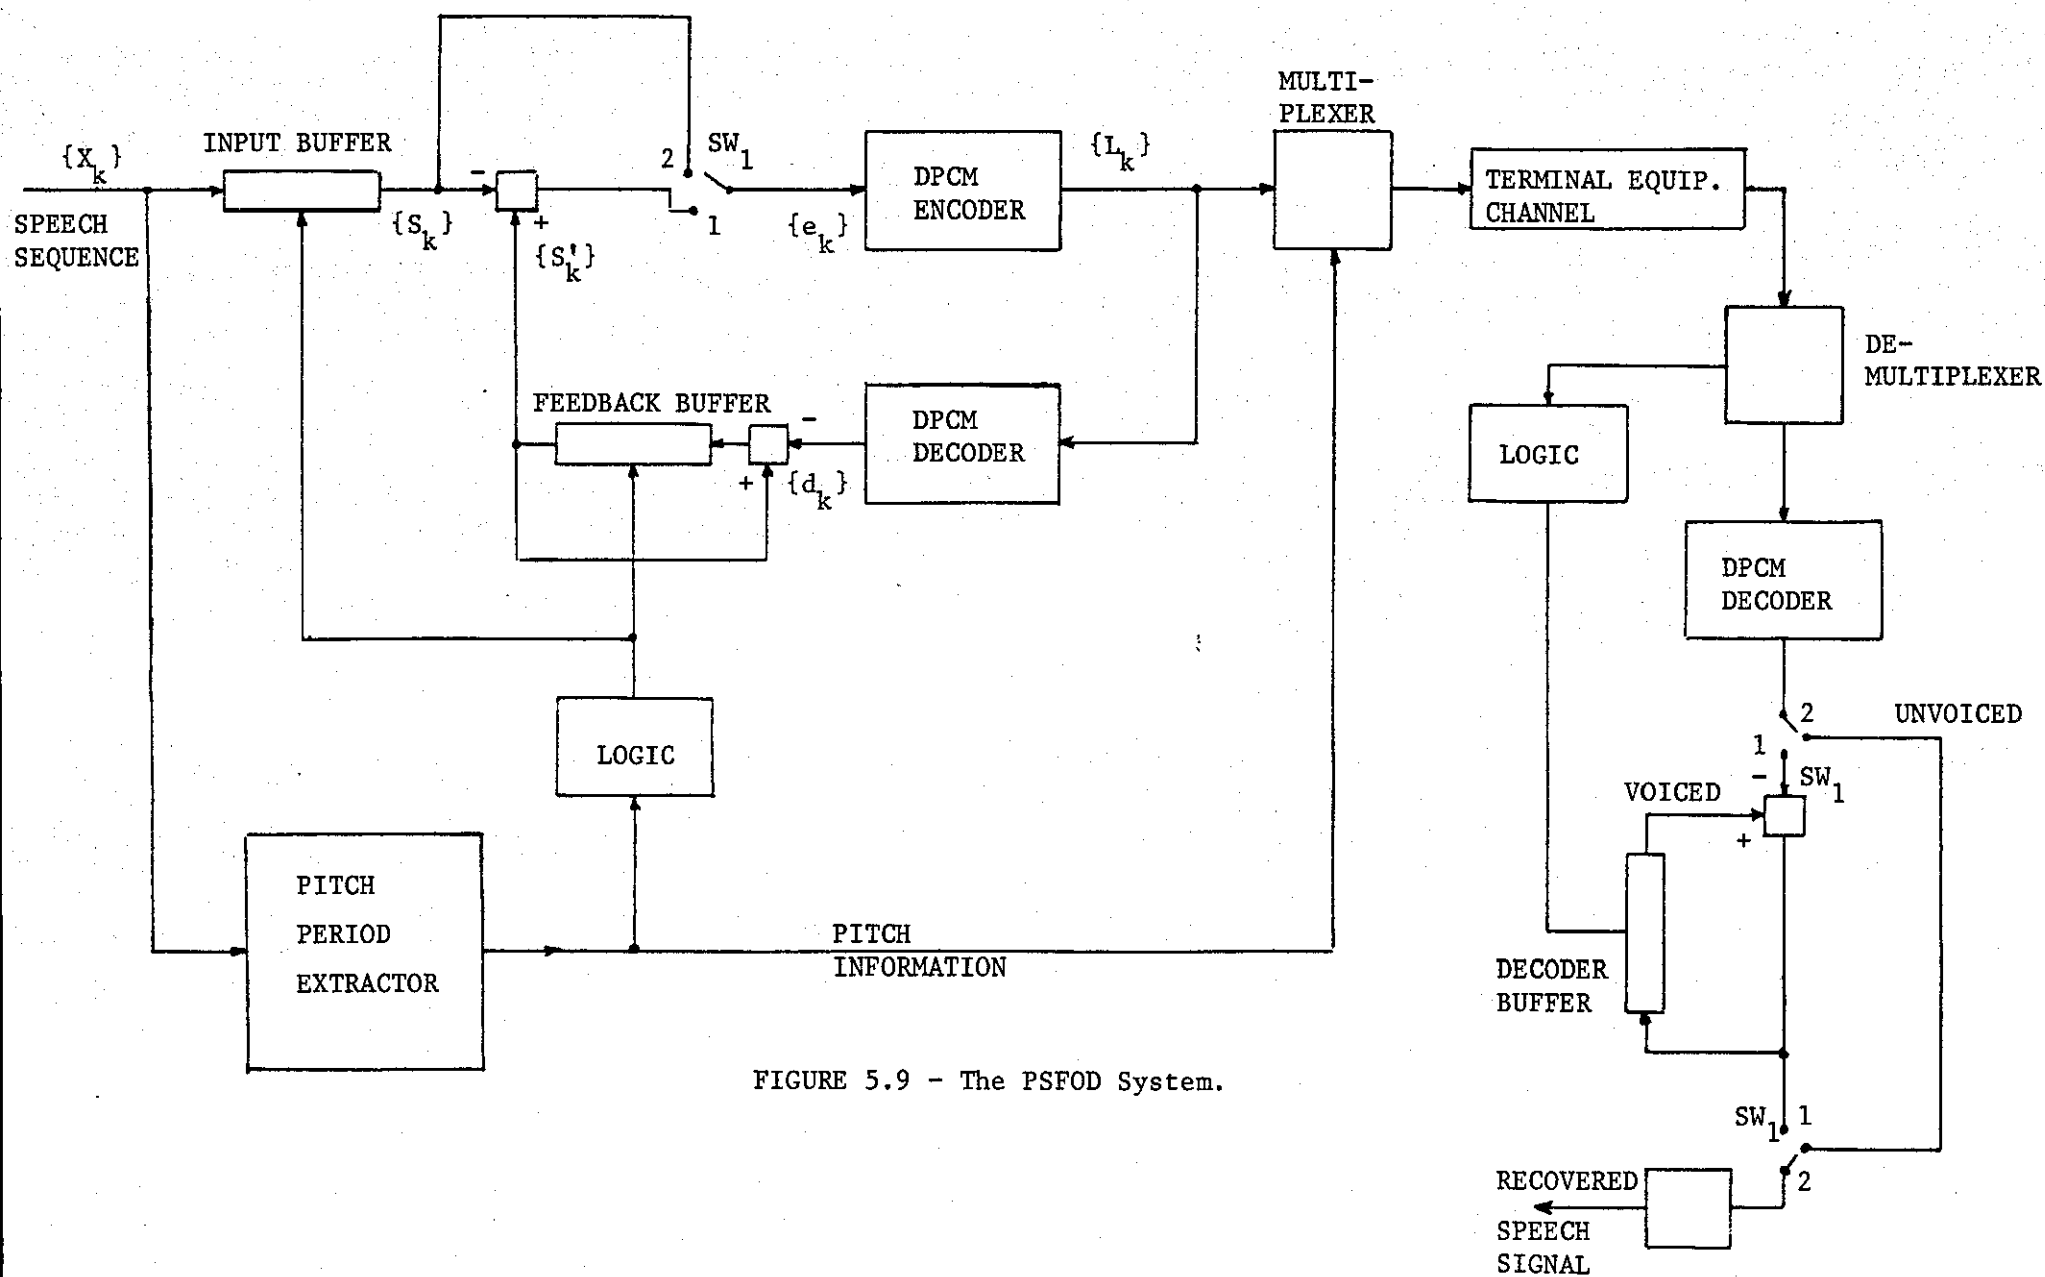 MULTI-
PLEXER
INPUT BUFFER
{X_k}
SPEECH
SEQUENCE
{S_k}
-
+
{S'_k}
2
SW_1
1
{e_k}
DPCM
ENCODER
{L_k}
TERMINAL EQUIP.
CHANNEL
DE-
MULTIPLEXER
FEEDBACK BUFFER
-
+
{d_k}
DPCM
DECODER
LOGIC
DPCM
DECODER
LOGIC
2
UNVOICED
1
-
SW_1
VOICED
+
PITCH
PERIOD
EXTRACTOR
PITCH
INFORMATION
DECODER
BUFFER
FIGURE 5.9 - The PSFOD System.
SW_1
1
2
RECOVERED
SPEECH
SIGNAL